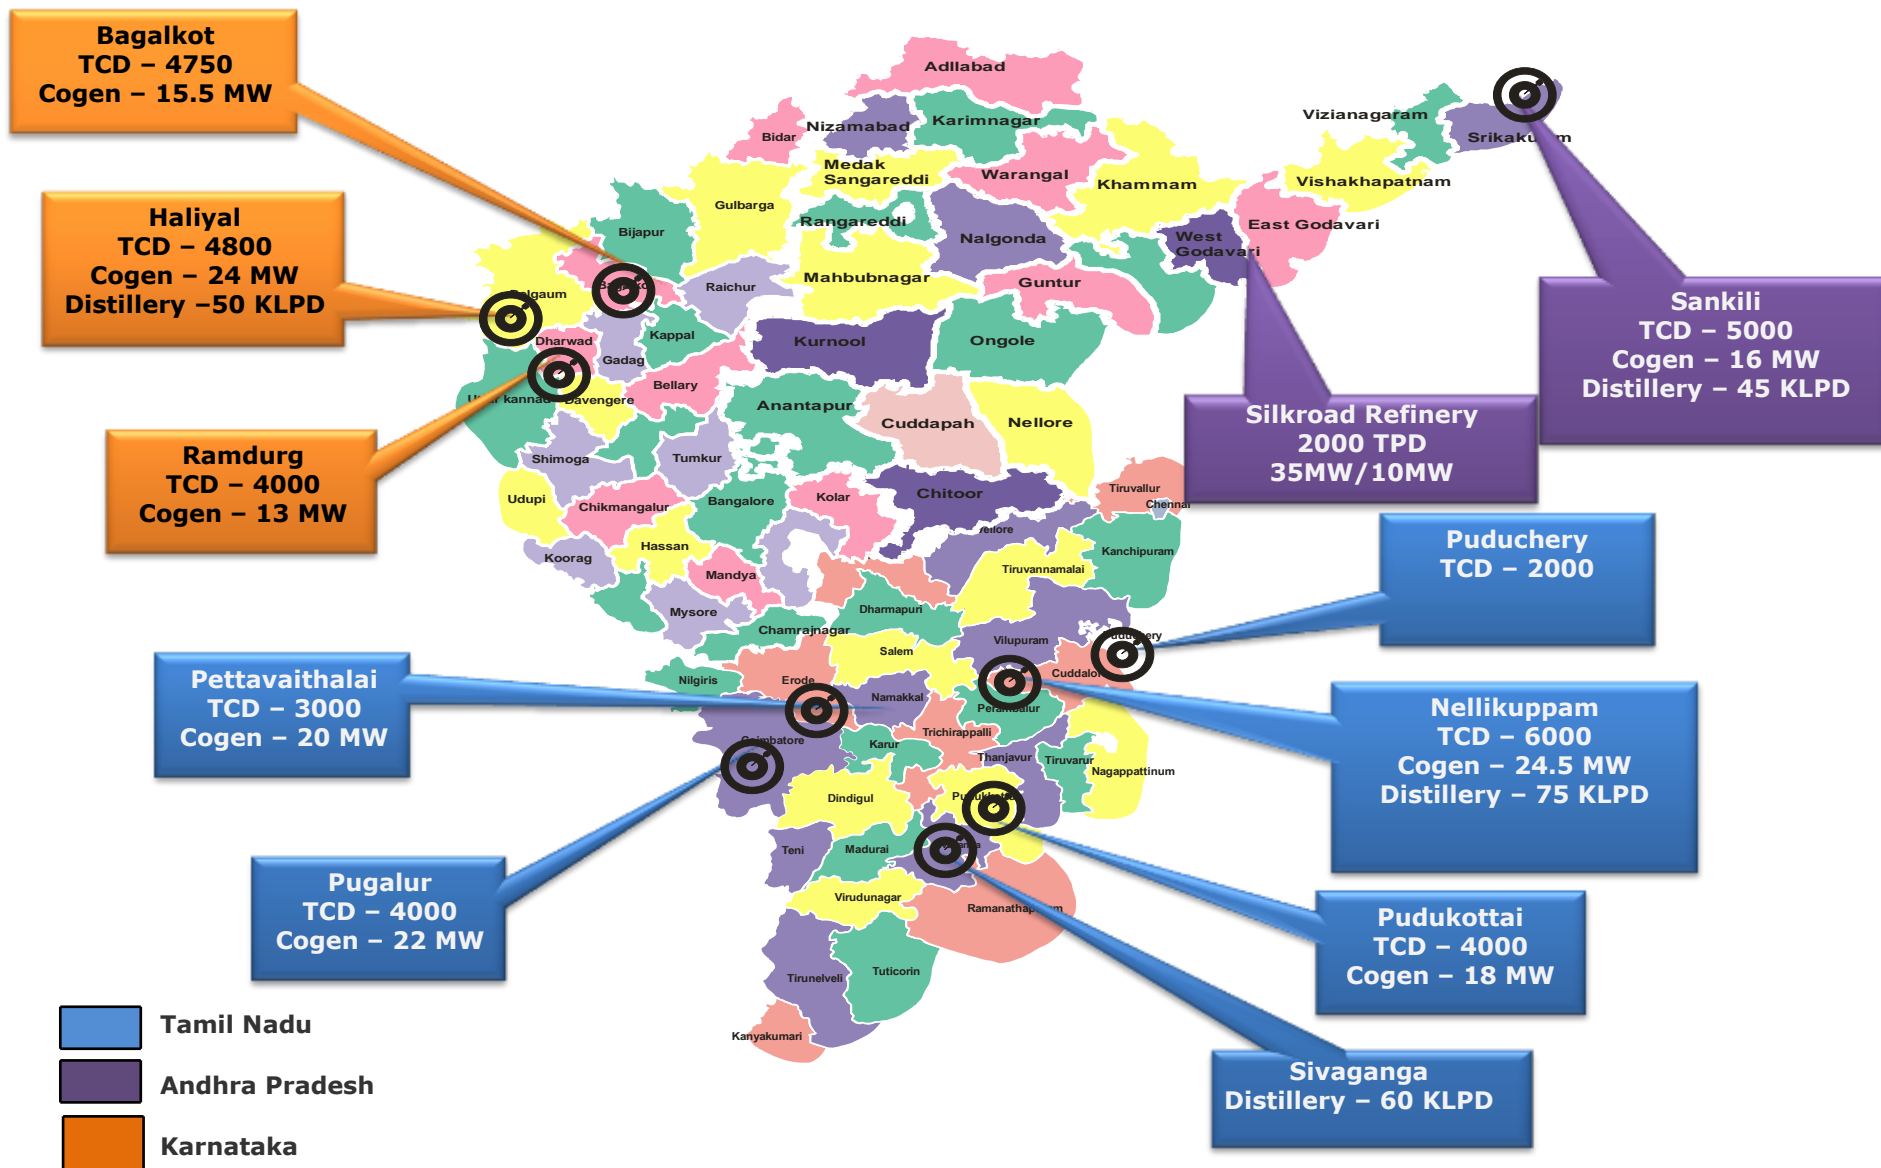 Bagalkot
TCD – 4750
Cogen – 15.5 MW
Haliyal
TCD – 4800
Cogen – 24 MW
Distillery –50 KLPD
Ramdurg
TCD – 4000
Cogen – 13 MW
Pettavaithalai
TCD – 3000
Cogen – 20 MW
Pugalur
TCD – 4000
Cogen – 22 MW
Sankili
TCD – 5000
Cogen – 16 MW
Distillery – 45 KLPD
Silkroad Refinery
2000 TPD
35MW/10MW
Puduchery
TCD – 2000
Nellikuppam
TCD – 6000
Cogen – 24.5 MW
Distillery – 75 KLPD
Pudukottai
TCD – 4000
Cogen – 18 MW
Sivaganga
Distillery – 60 KLPD
Adllabad
Nizamabad
Karimnagar
Bidar
Medak
Sangareddi
Warangal
Khammam
Vizianagaram
Srikakulam
Vishakhapatnam
East Godavari
West
Godavari
Gulbarga
Rangareddi
Nalgonda
Bijapur
Mahbubnagar
Guntur
Raichur
Belgaum
Kappal
Dharwad
Gadag
Kurnool
Ongole
Bellary
Davengere
Anantapur
Cuddapah
Nellore
Shimoga
Tumkur
Udupi
Chikmangalur
Bangalore
Kolar
Chitoor
Tiruvallur
Chennai
Hassan
Koorag
Mandya
Mysore
Kanchipuram
Tiruvannamalai
Dharmapuri
Chamrajnagar
Vilupuram
Salem
Nilgiris
Erode
Namakkal
Perambalur
Trichirappalli
Coimbatore
Karur
Thanjavur
Tiruvarur
Nagappattinum
Dindigul
Teni
Madurai
Virudunagar
Tirunelveli
Tuticorin
Kanyakumari
Tamil Nadu
Andhra Pradesh
Karnataka